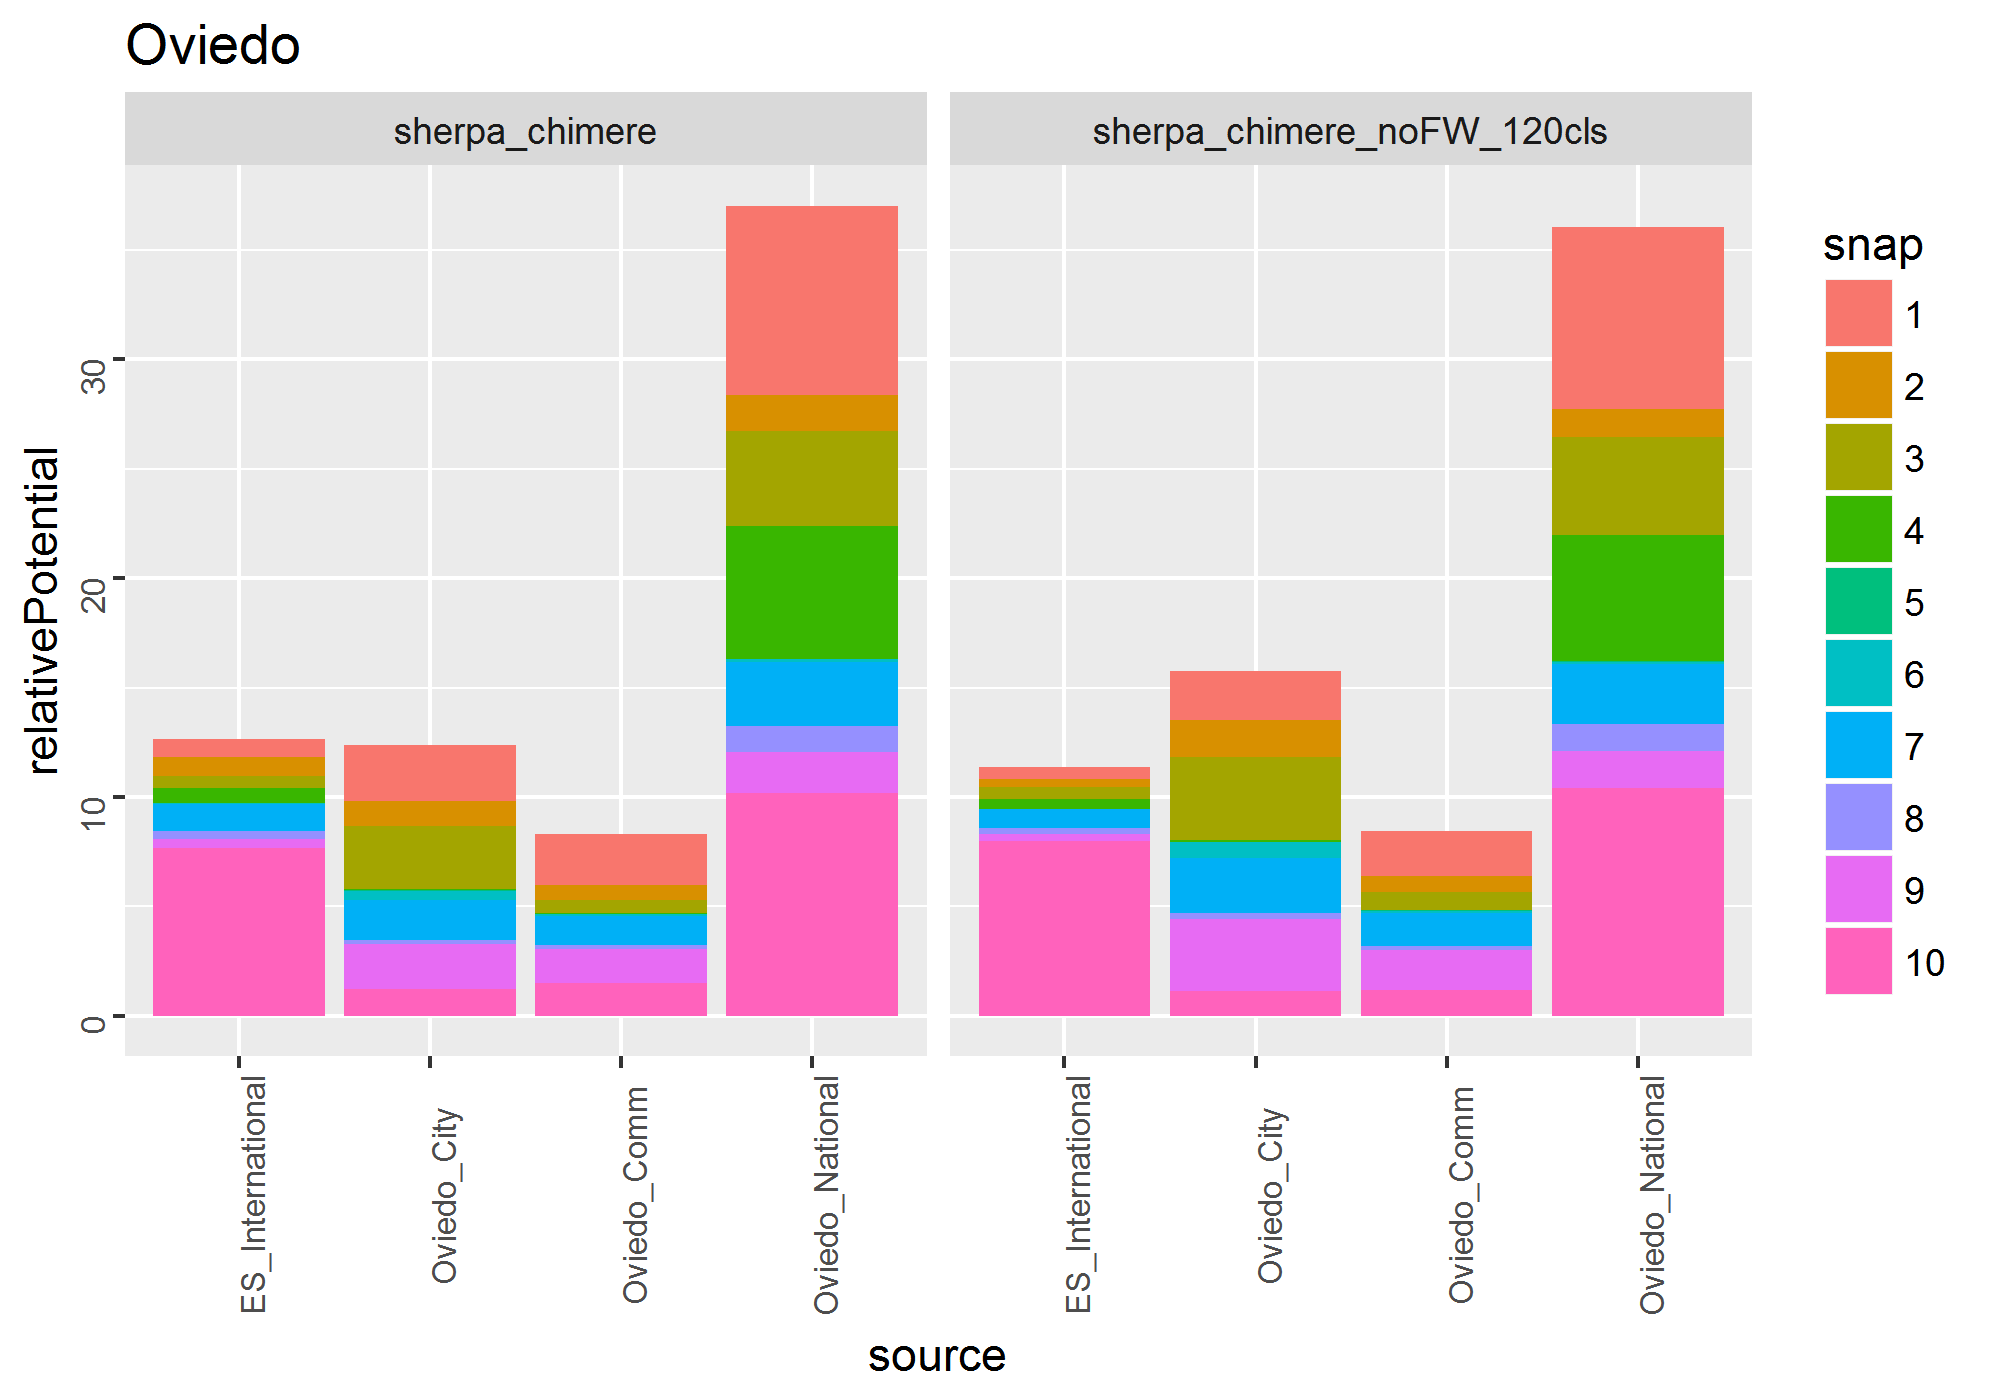 Oviedo
sherpa_chimere
sherpa_chimere_noFW_120cls
relativePotential
30
20
10
0
ES_International
Oviedo_City
Oviedo_Comm
Oviedo_National
ES_International
Oviedo_City
Oviedo_Comm
Oviedo_National
source
snap
1
2
3
4
5
6
7
8
9
10